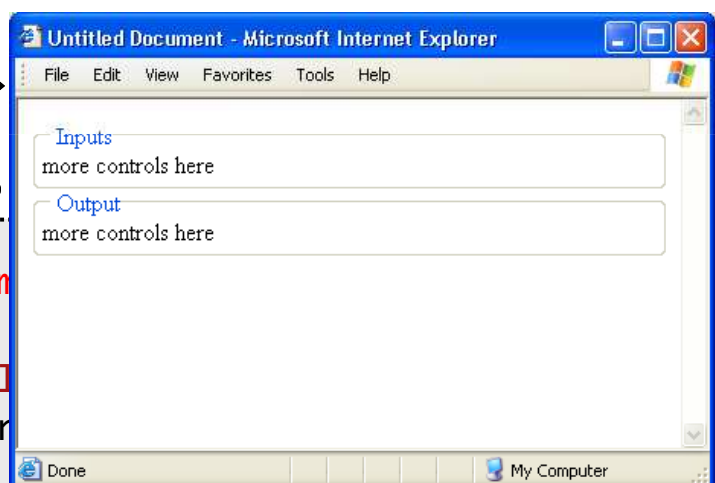 Untitled Document - Microsoft Internet Explorer
File Edit View Favorites Tools Help
Inputs
more controls here
Output
more controls here
Done My Computer